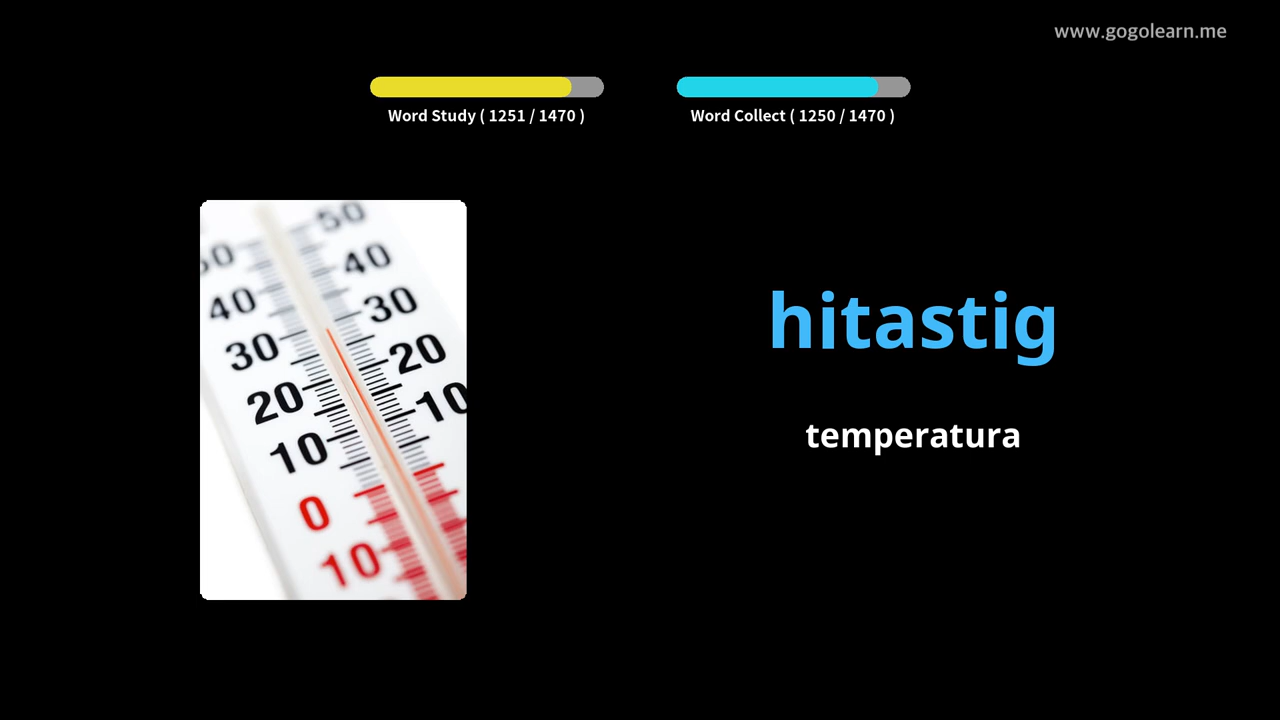 www.gogolearn.me
Word Study ( 1251 / 1470 )
Word Collect ( 1250 / 1470 )
50
40
30
20
10
40
30
20
10
0
10
hitastig
temperatura